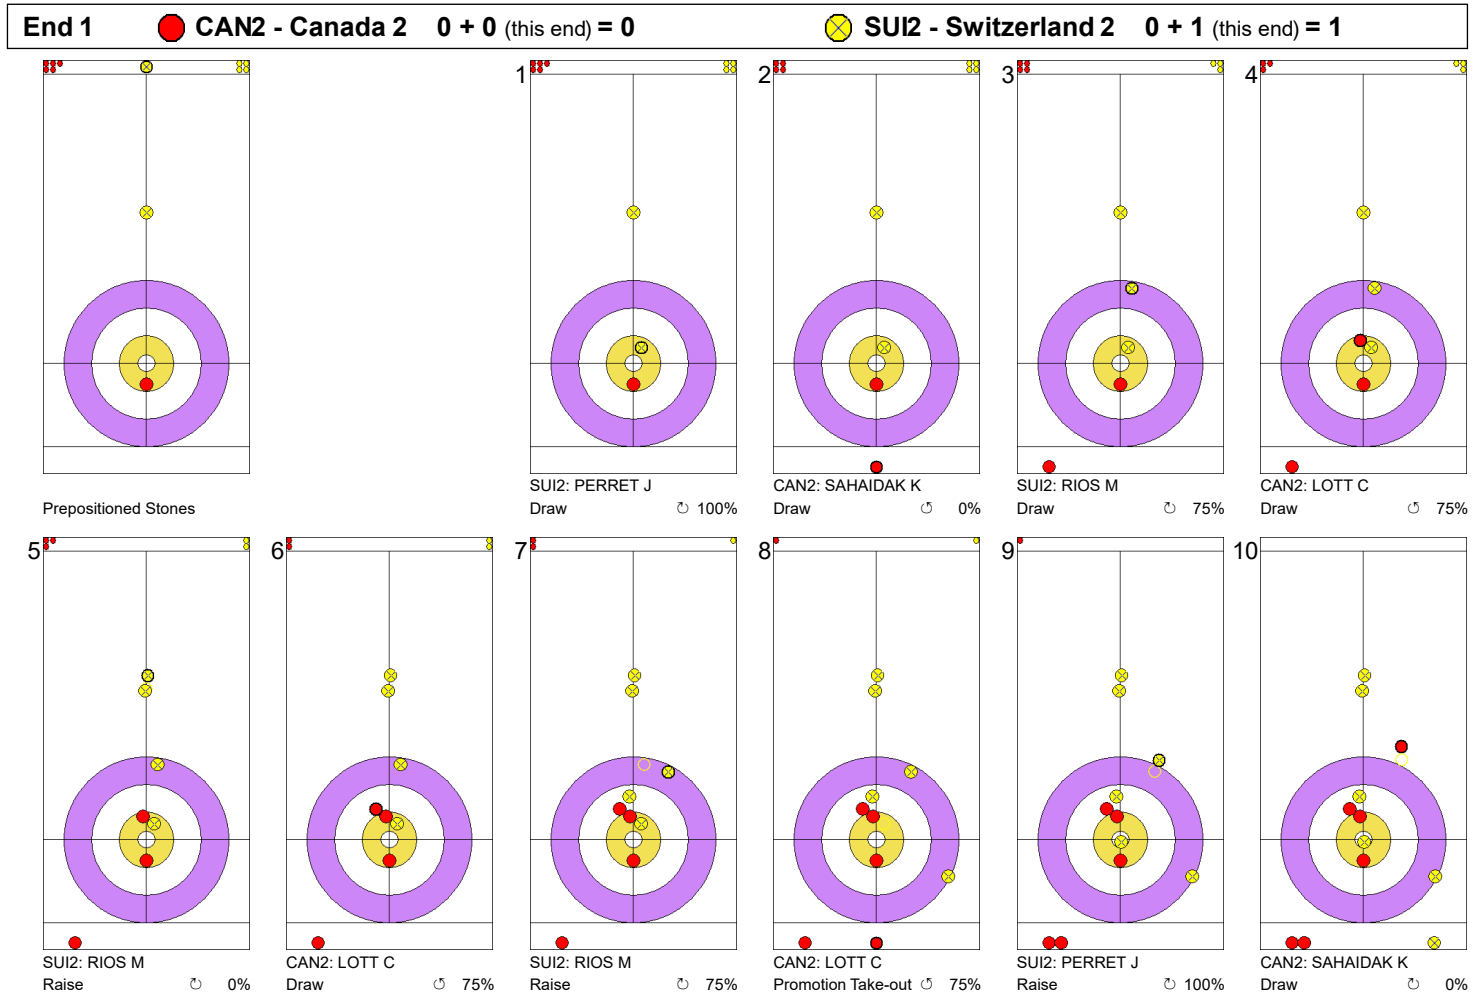 End 1 CAN2 - Canada 2 0 + 0 (this end) = 0 SUI2 - Switzerland 2 0 + 1 (this end) = 1
1 2 3 4
SUI2: PERRET J CAN2: SAHAIDAK K SUI2: RIOS M CAN2: LOTT C
Prepositioned Stones Draw ↻ 100% Draw ↺ 0% Draw ↻ 75% Draw ↺ 75%
5 6 7 8 9 10
SUI2: RIOS M CAN2: LOTT C SUI2: RIOS M CAN2: LOTT C SUI2: PERRET J CAN2: SAHAIDAK K
Raise ↻ 0% Draw ↻ 75% Raise ↻ 75% Promotion Take-out ↺ 75% Raise ↻ 100% Draw ↻ 0%